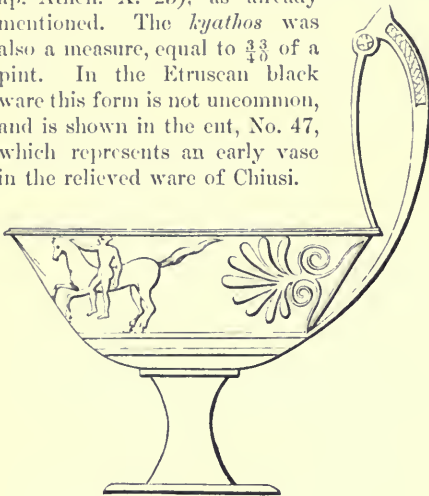 ap. Athen. X. 23), as already
mentioned. The kyathos was
also a measure, equal to 33/40 of a
pint. In the Etruscan black
ware this form is not uncommon,
and is shown in the cut, No. 47,
which represents an early vase
in the relieved ware of Chiusi.